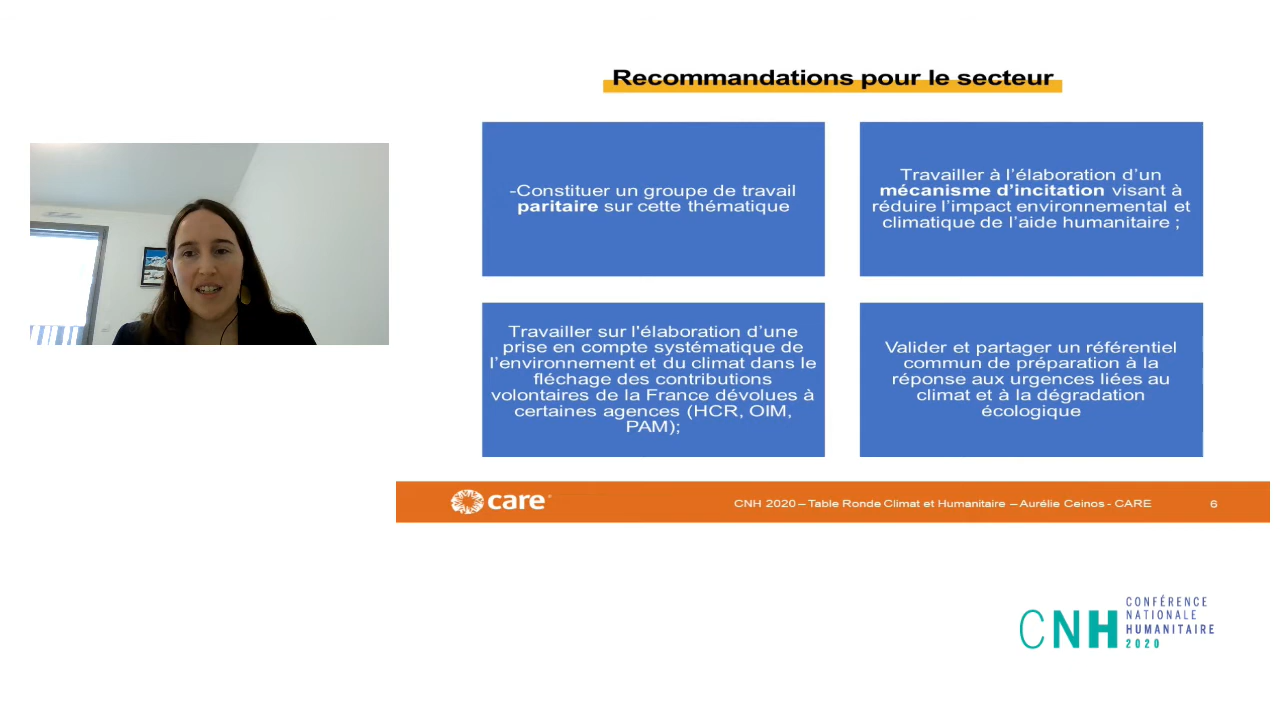 Recommandations pour le secteur
-Constituer un groupe de travail
paritaire sur cette thématique
Travailler à l’élaboration d’un
mécanisme d’incitation visant à
réduire l’impact environnemental et
climatique de l’aide humanitaire ;
Travailler sur l'élaboration d’une
prise en compte systématique de
l’environnement et du climat dans le
fléchage des contributions
volontaires de la France dévolues à
certaines agences (HCR, OIM,
PAM);
Valider et partager un référentiel
commun de préparation à la
réponse aux urgences liées au
climat et à la dégradation
écologique
care®
CNH 2020 – Table Ronde Climat et Humanitaire – Aurélie Ceinos - CARE
6
CNH
CONFÉRENCE
NATIONALE
HUMANITAIRE
2020